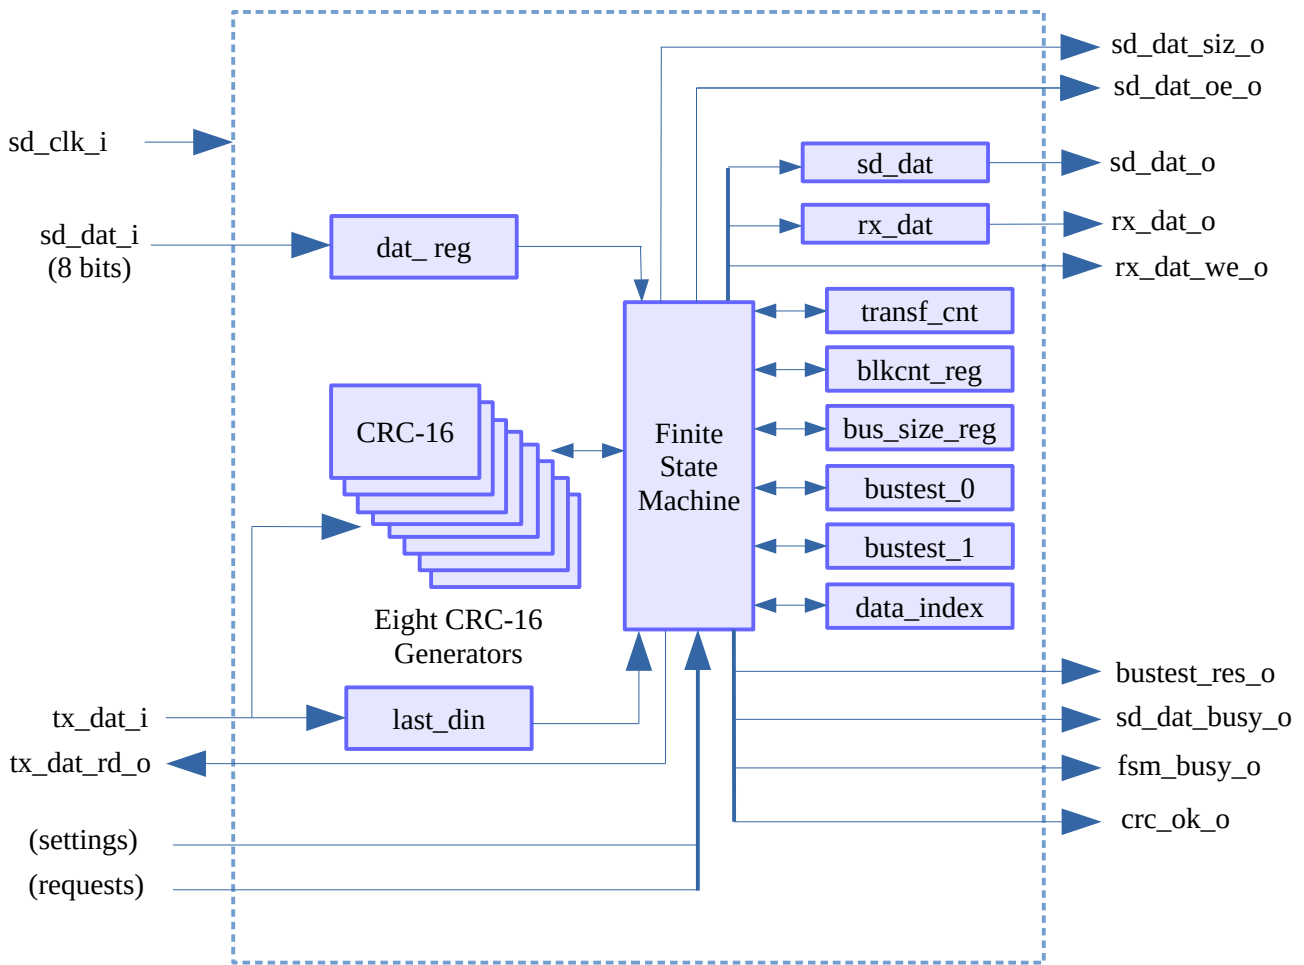 sd_dat_siz_o
sd_dat_oe_o
sd_clk_i
sd_dat
sd_dat_o
sd_dat_i
(8 bits)
dat_ reg
rx_dat
rx_dat_o
rx_dat_we_o
transf_cnt
blkcnt_reg
CRC-16
Finite
State
Machine
bus_size_reg
bustest_0
bustest_1
data_index
Eight CRC-16
Generators
bustest_res_o
tx_dat_i
last_din
sd_dat_busy_o
tx_dat_rd_o
fsm_busy_o
(settings)
crc_ok_o
(requests)